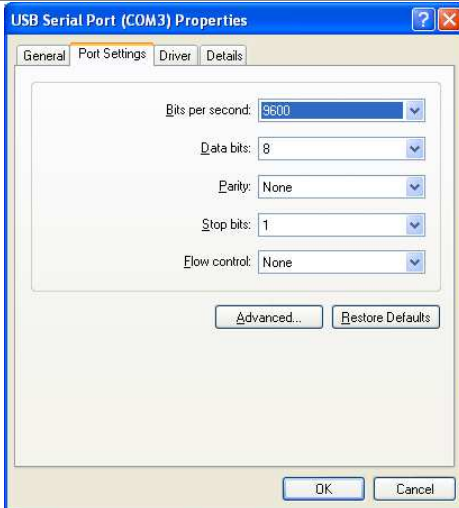 USB Serial Port (COM3) Properties
General Port Settings Driver Details
Bits per second: 9600
Data bits: 8
Parity: None
Stop bits: 1
Flow control: None
Advanced... Restore Defaults
OK Cancel